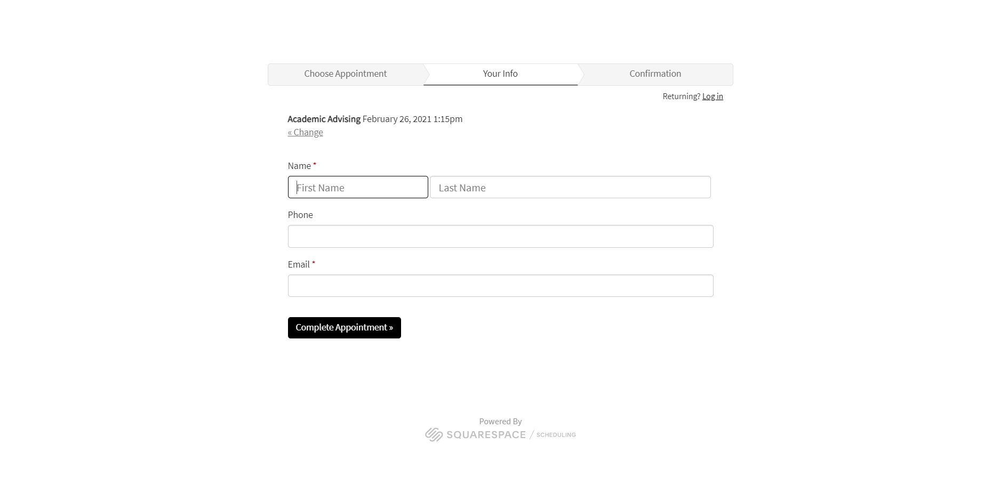 Choose Appointment
Your Info
Confirmation
Returning? Log in
Academic Advising February 26, 2021 1:15pm
« Change
Name *
First Name
Last Name
Phone
Email *
Complete Appointment »
Powered By
SQUARESPACE / SCHEDULING